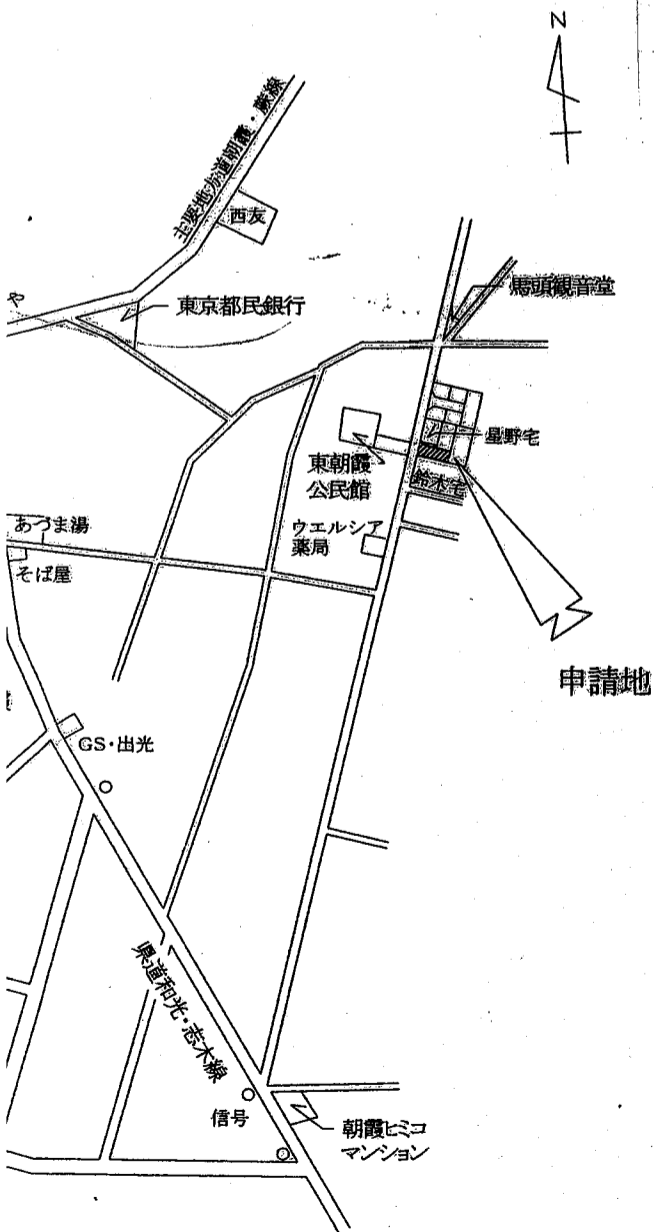 N
主要地方道朝霞・蕨線
西友
馬頭観音堂
や
東京都民銀行
星野宅
東朝霞
公民館
鈴木宅
あづま湯
ウエルシア
薬局
そば屋
申請地
GS・出光
県道和光・志木線
信号
朝霞ヒミコ
マンション